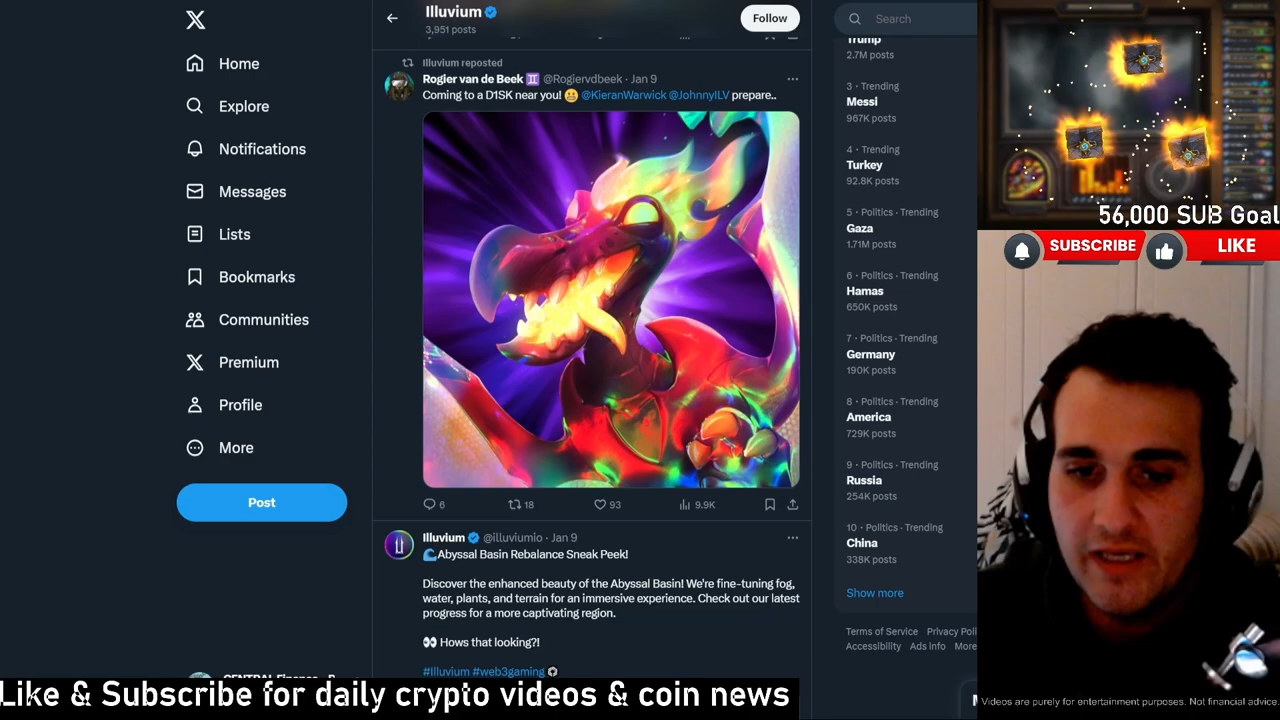 Illuvium
3,951 posts
Follow
Search
Home
Explore
Notifications
Messages
Lists
Bookmarks
Communities
Premium
Profile
More
Post
Illuvium reposted
Rogier van de Beek @Rogiervdbeek · Jan 9
Coming to a D1SK near you! 😬 @KieranWarwick @JohnnyILV prepare..
6
18
93
9.9K
Illuvium @illuviumio · Jan 9
🌊Abyssal Basin Rebalance Sneak Peek!
Discover the enhanced beauty of the Abyssal Basin! We're fine-tuning fog,
water, plants, and terrain for an immersive experience. Check out our latest
progress for a more captivating region.
👀 Hows that looking?!
#Illuvium #web3gaming
Trump
2.7M posts
3 · Trending
Messi
967K posts
4 · Trending
Turkey
92.8K posts
5 · Politics · Trending
Gaza
1.71M posts
6 · Politics · Trending
Hamas
650K posts
7 · Politics · Trending
Germany
190K posts
8 · Politics · Trending
America
729K posts
9 · Politics · Trending
Russia
254K posts
10 · Politics · Trending
China
338K posts
Show more
Terms of Service Privacy Poli
Accessibility Ads info More
56,000 SUB Goal
SUBSCRIBE
LIKE
Like & Subscribe for daily crypto videos & coin news
Videos are purely for entertainment purposes. Not financial advice.